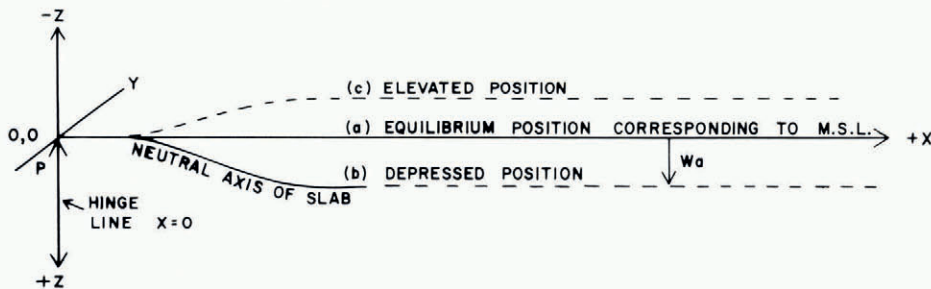 -Z
Y
(c) ELEVATED POSITION
0,0
(a) EQUILIBRIUM POSITION CORRESPONDING TO M.S.L.
+X
P
NEUTRAL AXIS OF SLAB
Wa
(b) DEPRESSED POSITION
HINGE
LINE X=0
+Z